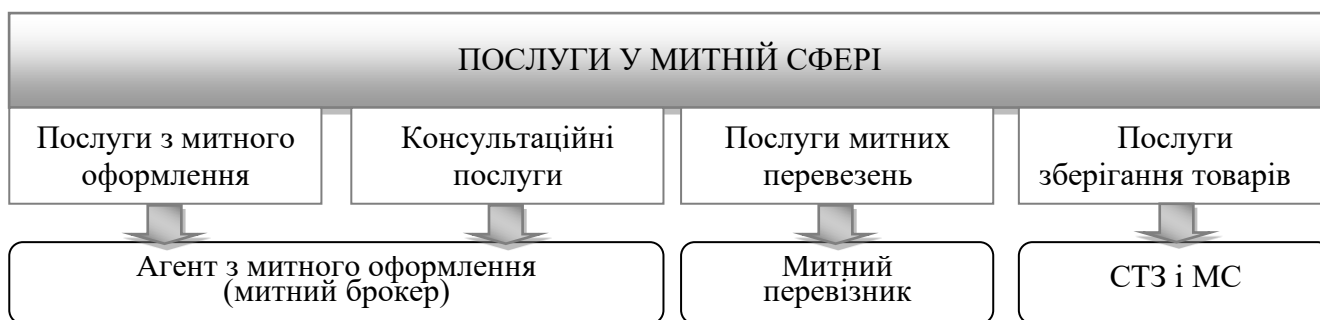 ПОСЛУГИ У МИТНІЙ СФЕРІ
Послуги з митного
оформлення
Консультаційні
послуги
Послуги митних
перевезень
Послуги
зберігання товарів
Агент з митного оформлення
(митний брокер)
Митний
перевізник
СТЗ і МС